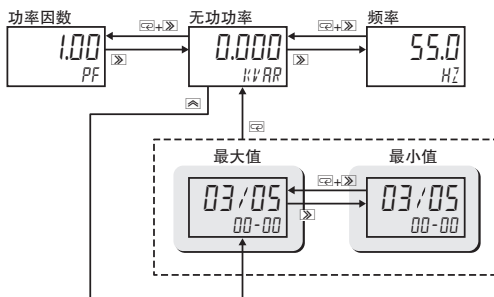 功率因数 无功功率 频率
1.00 0.000 55.0
PF KVAR HZ
最大值 最小值
03/05 03/05
00-00 00-00